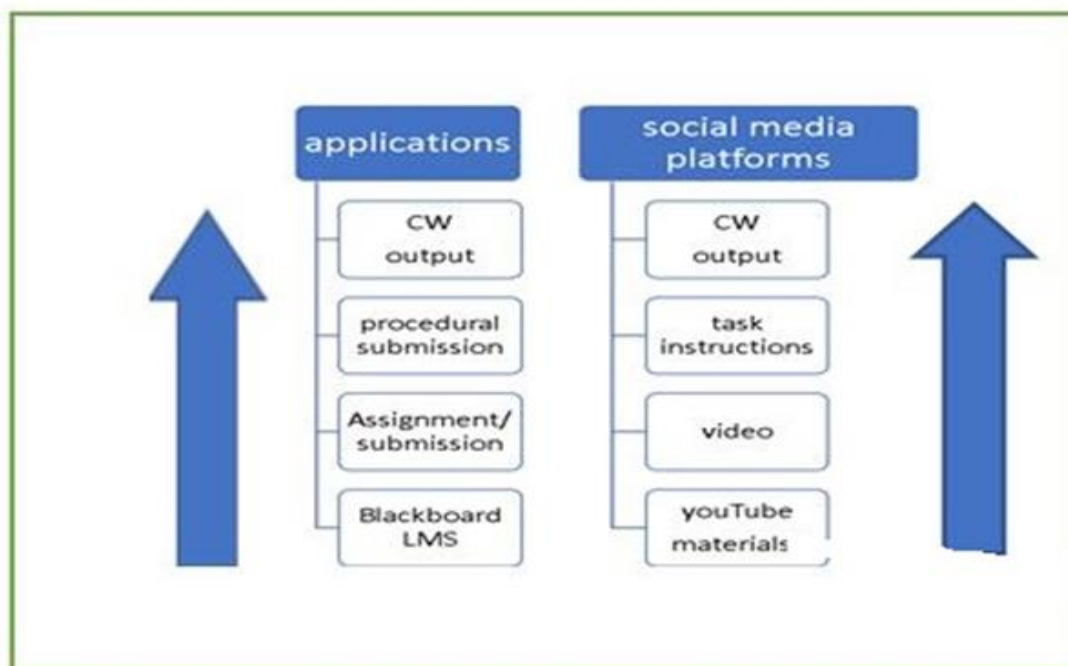 applications
CW
output
procedural
submission
Assignment/
submission
Blackboard
LMS
social media
platforms
CW
output
task
instructions
video
youTube
materials